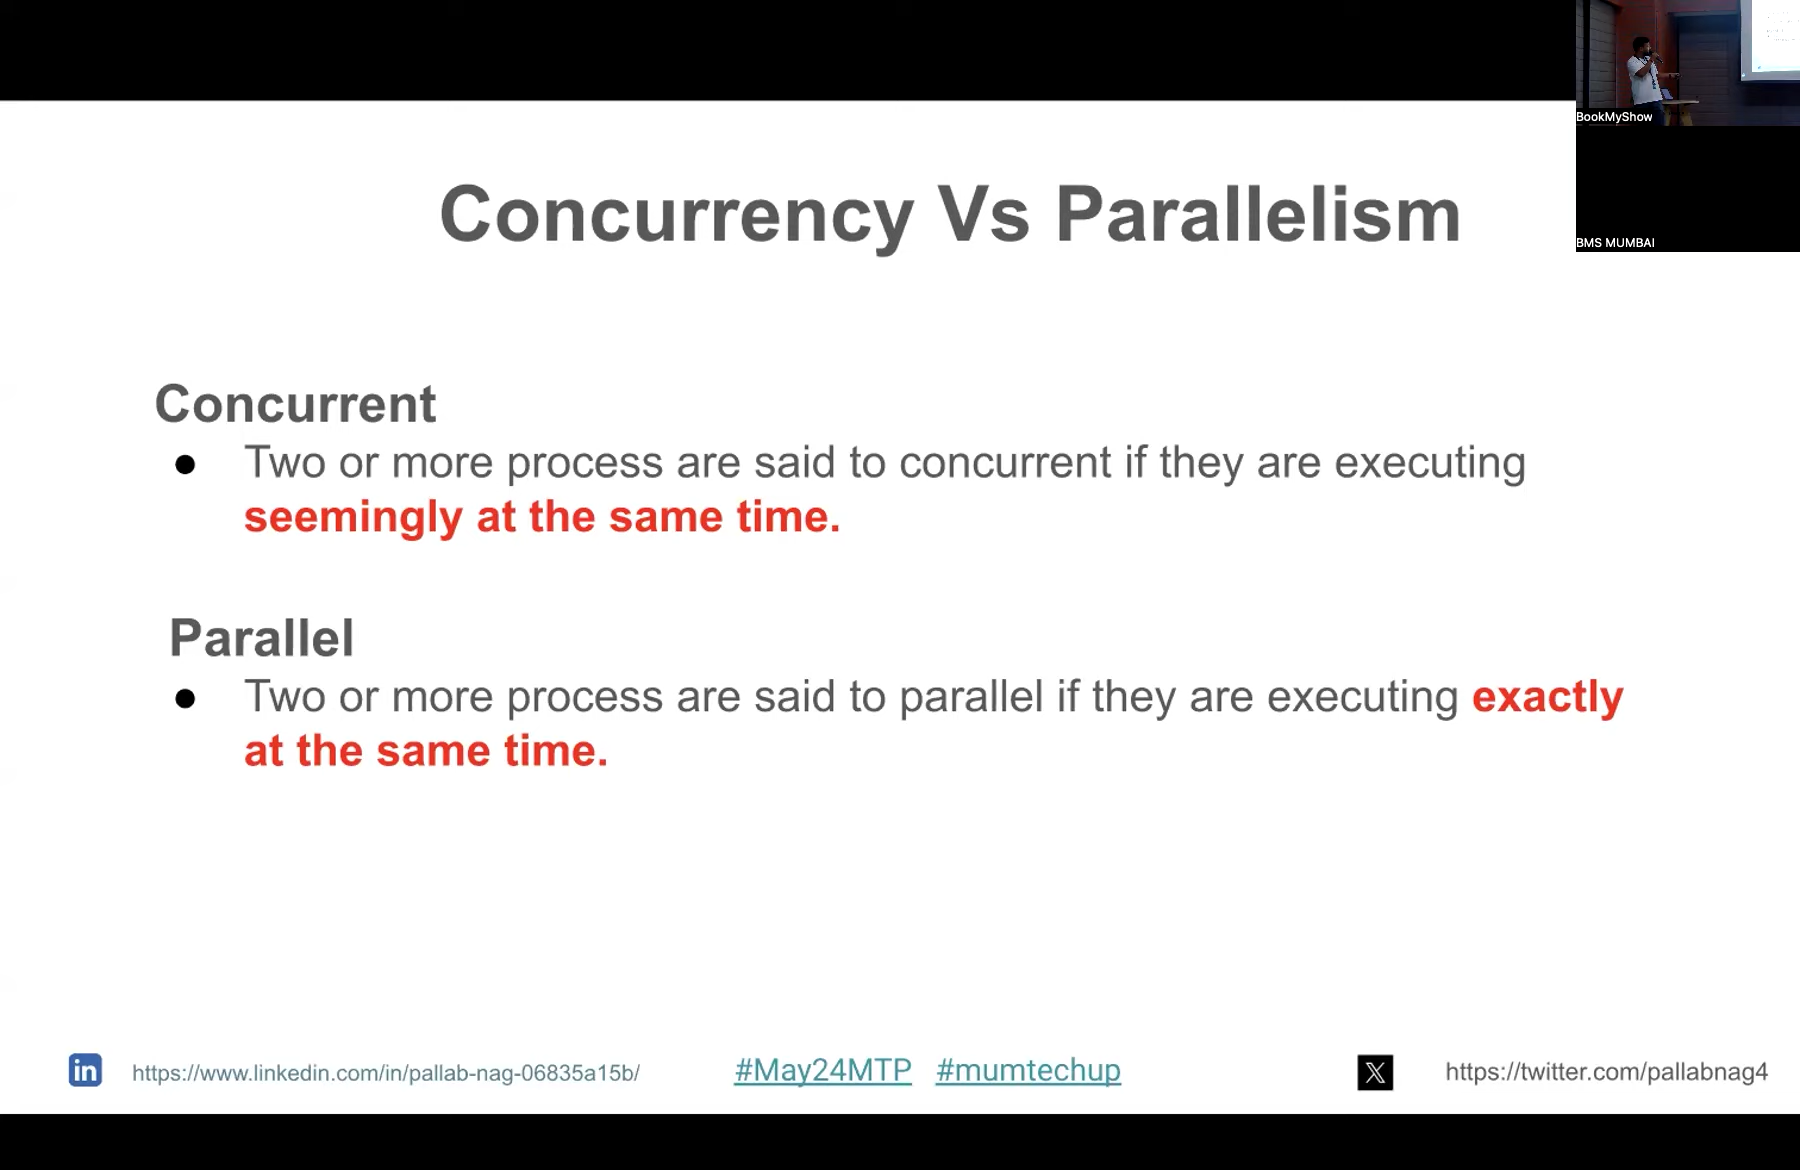 BookMyShow
BMS MUMBAI
Concurrency Vs Parallelism
Concurrent
● Two or more process are said to concurrent if they are executing
seemingly at the same time.
Parallel
● Two or more process are said to parallel if they are executing exactly
at the same time.
in https://www.linkedin.com/in/pallab-nag-06835a15b/ #May24MTP #mumtechup X https://twitter.com/pallabnag4